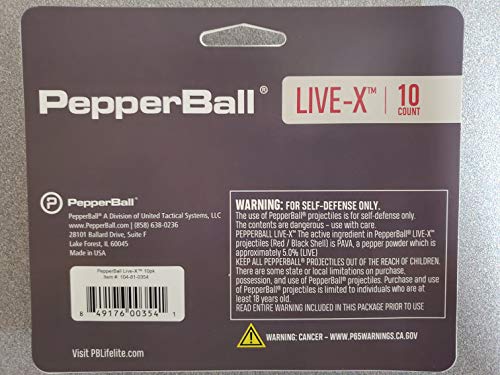 PepperBall®
LIVE-X™
10
COUNT
PepperBall®
PepperBall® A Division of United Tactical Systems, LLC
www.PepperBall.com | (858) 638-0236
28101 Ballard Drive, Suite F
Lake Forest, IL 60045
Made in USA
PepperBall Live-X™ 10pk
Item #: 104-81-0354
8 49176 00354 1
Visit PBLifelite.com
WARNING: FOR SELF-DEFENSE ONLY.
The use of PepperBall® projectiles is for self-defense only.
The contents are dangerous - use with care.
PEPPERBALL LIVE-X™ The active ingredient in PepperBall® LIVE-X™
projectiles (Red / Black Shell) is PAVA, a pepper powder which is
approximately 5.0% (LIVE)
KEEP ALL PEPPERBALL® PROJECTILES OUT OF THE REACH OF CHILDREN.
There are some state or local limitations on purchase,
possession, and use of PepperBall® projectiles. Purchase and use
of PepperBall® projectiles is limited to individuals who are at
least 18 years old.
READ ENTIRE WARNING INCLUDED IN THIS PACKAGE PRIOR TO USE
WARNING: CANCER – WWW.P65WARNINGS.CA.GOV